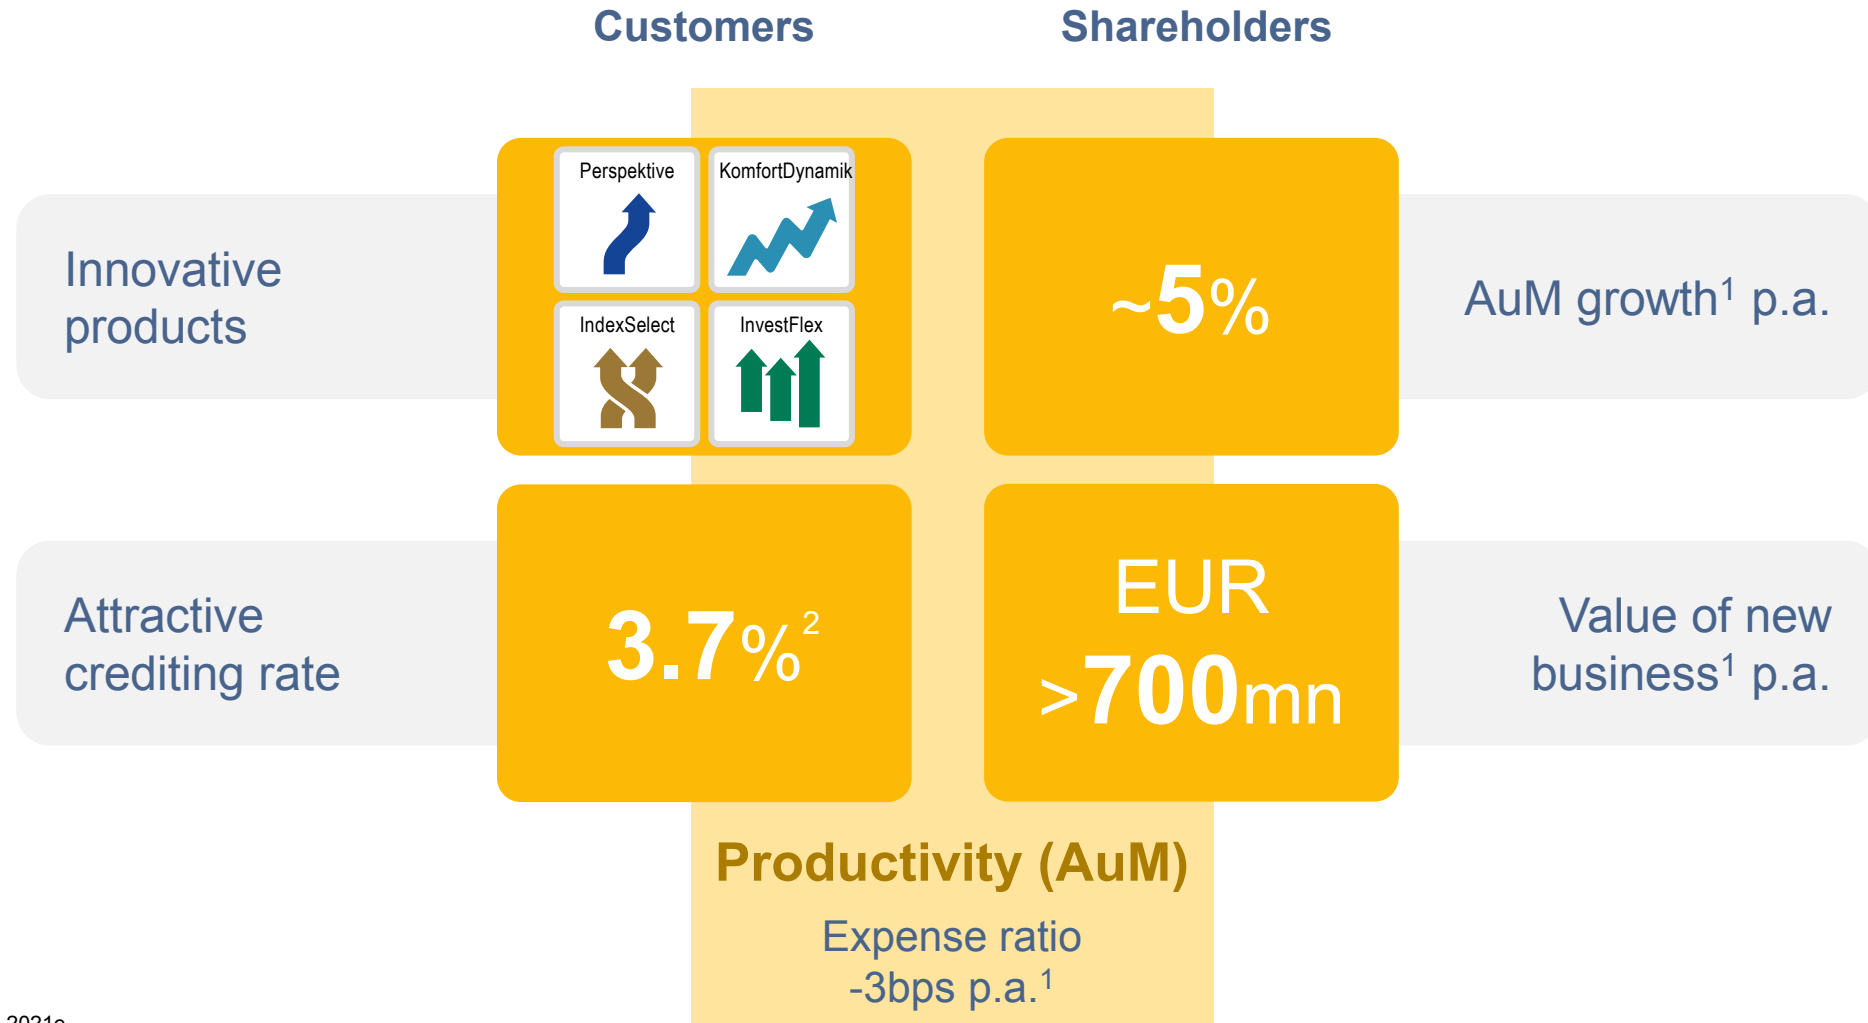 Customers
Shareholders
Innovative
products
Perspektive
KomfortDynamik
IndexSelect
InvestFlex
~5%
AuM growth¹ p.a.
Attractive
crediting rate
3.7%²
EUR
>700mn
Value of new
business¹ p.a.
Productivity (AuM)
Expense ratio
-3bps p.a.¹